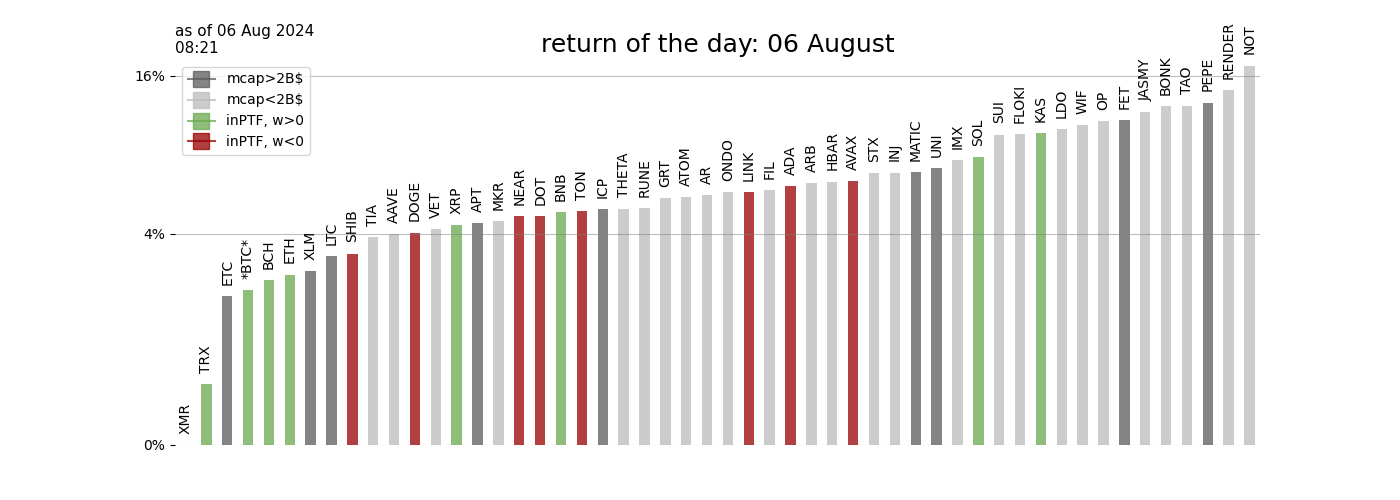 as of 06 Aug 2024
08:21
return of the day: 06 August
16%
4%
0%
mcap>2B$
mcap<2B$
inPTF, w>0
inPTF, w<0
XMR
TRX
ETC
*BTC*
BCH
ETH
XLM
LTC
SHIB
TIA
AAVE
DOGE
VET
XRP
APT
MKR
NEAR
DOT
BNB
TON
ICP
THETA
RUNE
GRT
ATOM
AR
ONDO
LINK
FIL
ADA
ARB
HBAR
AVAX
STX
INJ
MATIC
UNI
IMX
SOL
SUI
FLOKI
KAS
LDO
WIF
OP
FET
JASMY
BONK
TAO
PEPE
RENDER
NOT